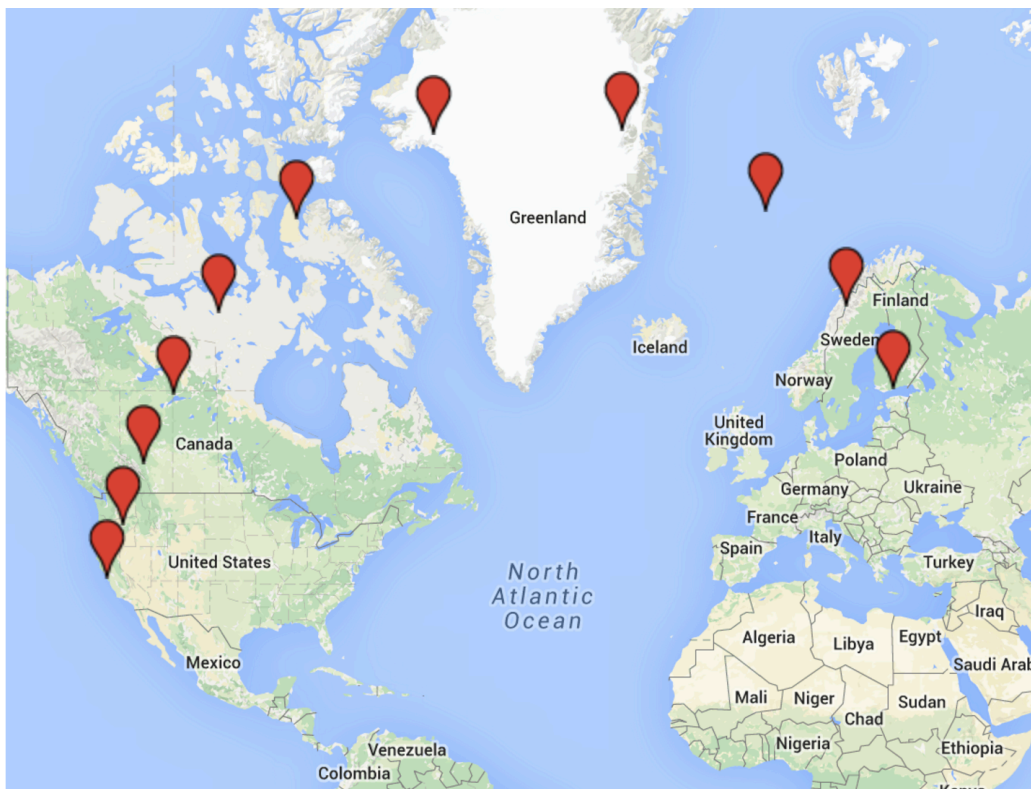 Greenland
Finland
Iceland
Sweden
Norway
United
Kingdom
Canada
Poland
Germany
Ukraine
France
Italy
Spain
United States
Turkey
North
Atlantic
Ocean
Iraq
Algeria
Libya
Egypt
Mexico
Saudi Arab
Mali
Niger
Sudan
Chad
Nigeria
Venezuela
Ethiopia
Colombia